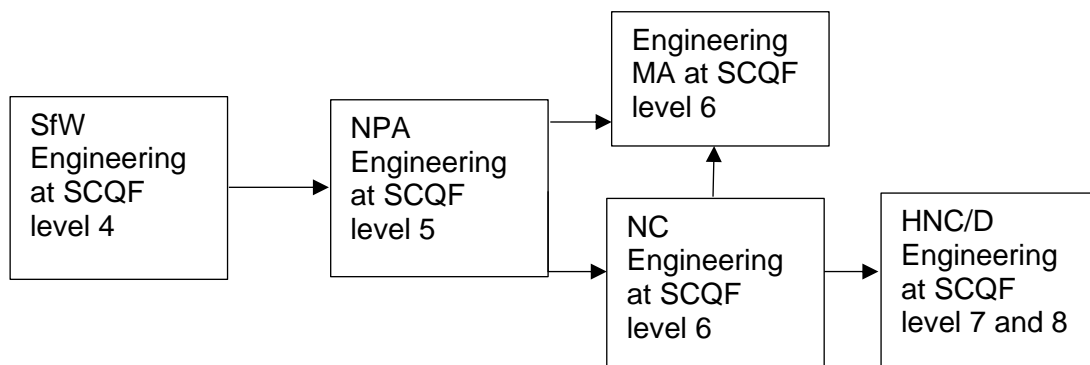 SfW
Engineering
at SCQF
level 4
NPA
Engineering
at SCQF
level 5
Engineering
MA at SCQF
level 6
NC
Engineering
at SCQF
level 6
HNC/D
Engineering
at SCQF
level 7 and 8